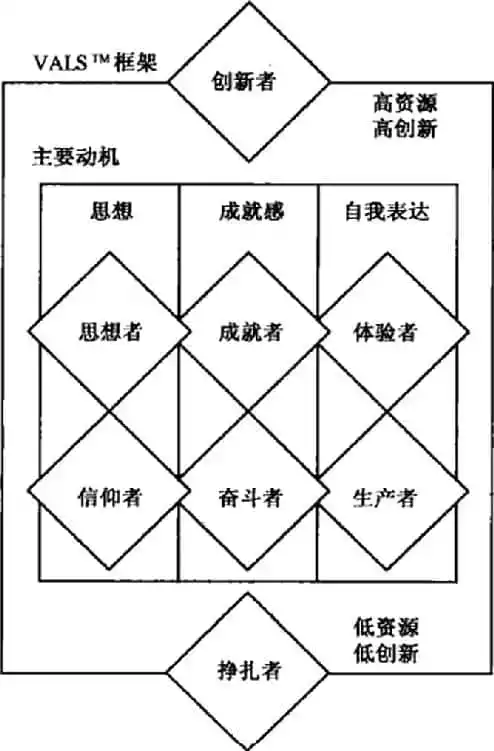 VALS™框架
创新者
高资源
高创新
主要动机
思想
成就感
自我表达
思想者
成就者
体验者
信仰者
奋斗者
生产者
低资源
低创新
挣扎者